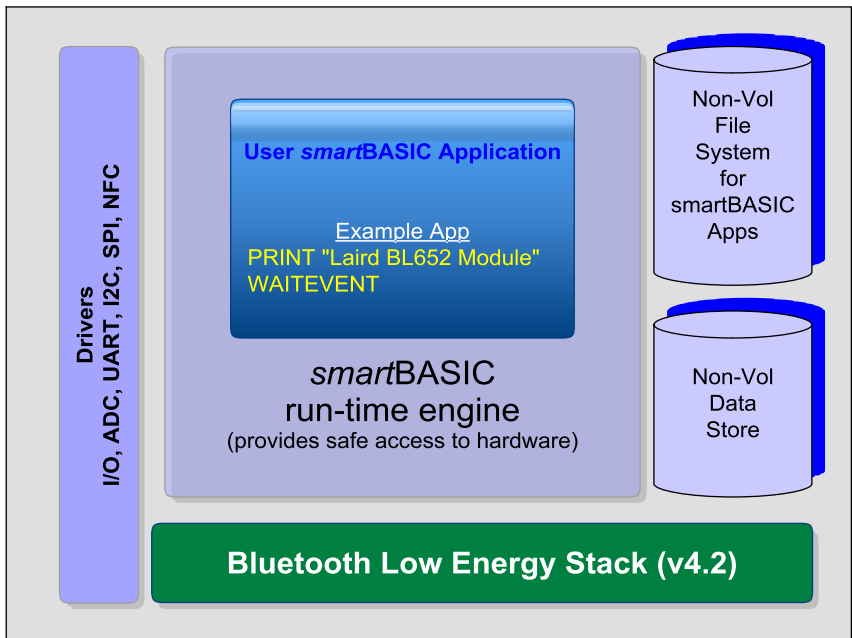 Drivers
I/O, ADC, UART, I2C, SPI, NFC
User smartBASIC Application
Example App
PRINT "Laird BL652 Module"
WAITEVENT
smartBASIC
run-time engine
(provides safe access to hardware)
Non-Vol
File
System
for
smartBASIC
Apps
Non-Vol
Data
Store
Bluetooth Low Energy Stack (v4.2)